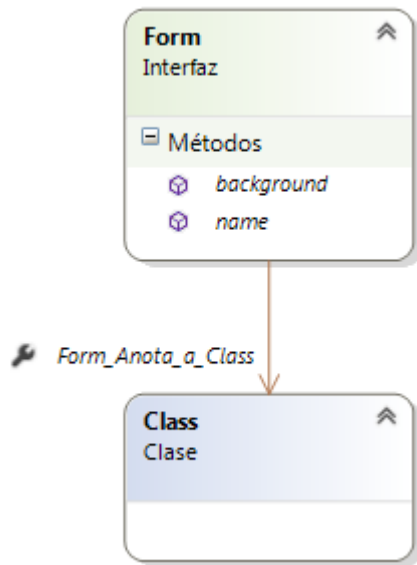 Form
Interfaz
Métodos
background
name
Form_Anota_a_Class
Class
Clase